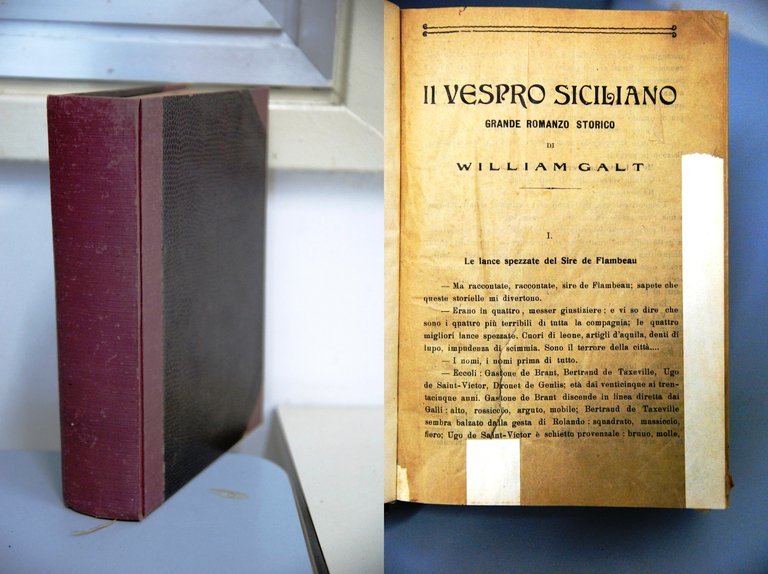 Il VESPRO SICILIANO
GRANDE ROMANZO STORICO
DI
WILLIAM GALT
I.
Le lance spezzate del Sire de Flambeau
— Ma raccontate, raccontate, sire de Flambeau; sapete che
queste storielle mi divertono.
— Erano in quattro, messer giustiziere; e vi so dire che
sono i quattro più terribili di tutta la compagnia; le quattro
migliori lance spezzate. Cuori di leone, artigli d'aquila, denti di
lupo, impudenza di scimmia. Sono il terrore della città....
— I nomi, i nomi prima di tutto.
— Eccoli: Gastone de Brant, Bertrand de Taxeville, Ugo
de Saint-Victor, Drouet de Genlis; età dai venticinque ai tren-
tacinque anni. Gastone de Brant discende in linea diretta dai
Galli: alto, rossiccio, arguto, mobile; Bertrand de Taxeville
sembra balzato dalla gesta di Rolando: squadrato, massiccio,
fiero; Ugo de Saint-Victor è schietto provenzale: bruno, molle,